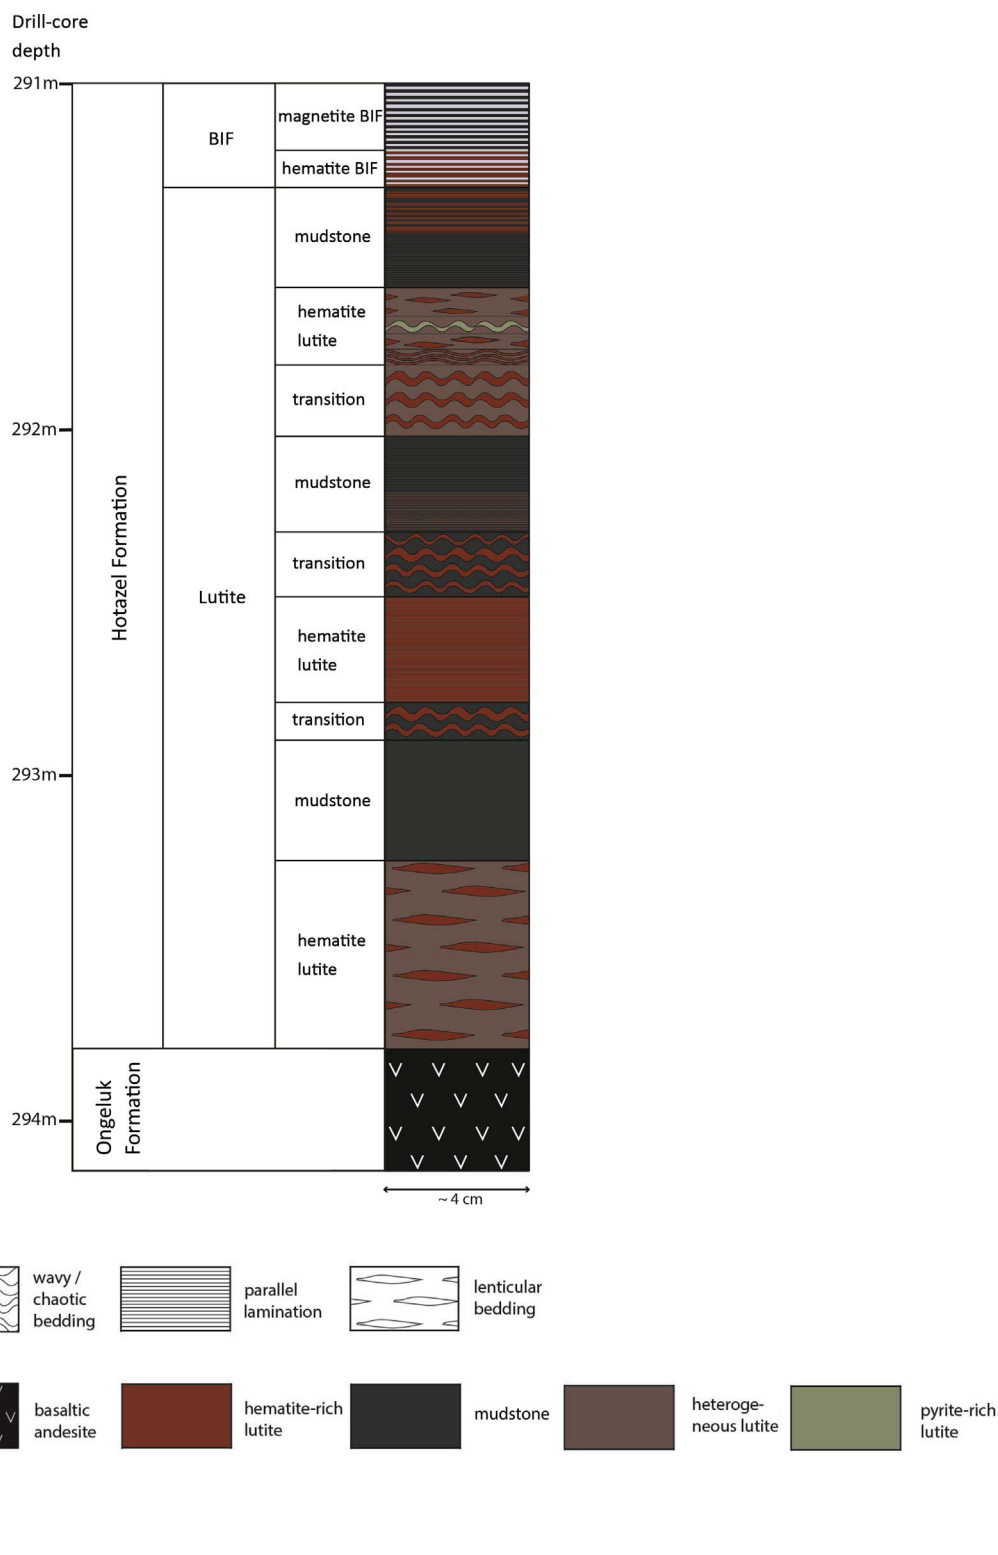 Drill-core
depth
291m
magnetite BIF
BIF
hematite BIF
mudstone
hematite
lutite
transition
292m
mudstone
Hotazel Formation
transition
Lutite
hematite
lutite
transition
293m
mudstone
hematite
lutite
Ongeluk
Formation
294m
~ 4 cm
wavy /
chaotic
bedding
parallel
lamination
lenticular
bedding
basaltic
andesite
hematite-rich
lutite
mudstone
heteroge-
neous lutite
pyrite-rich
lutite